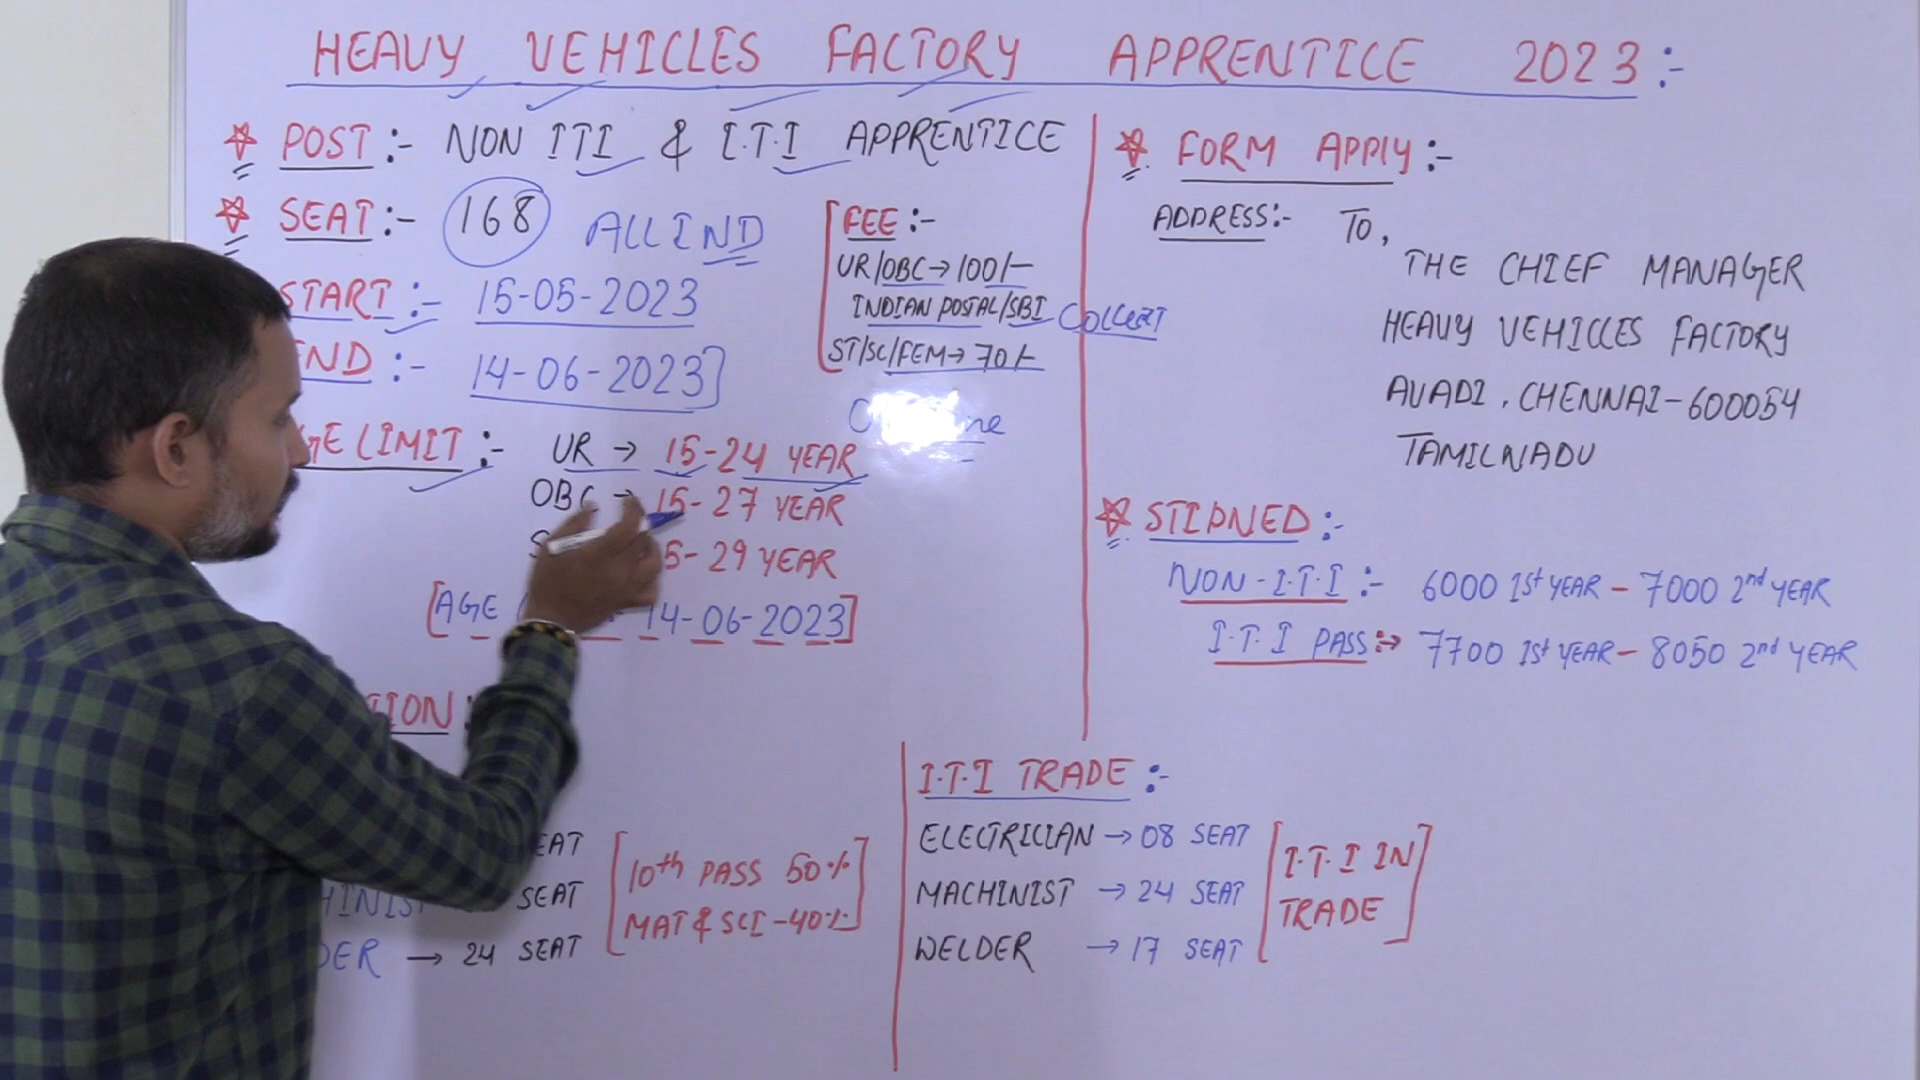 HEAVY VEHICLES FACTORY APPRENTICE 2023:-
POST:- NON ITI & I.T.I APPRENTICE
SEAT:- 168 ALL IND
START:- 15-05-2023
END:- 14-06-2023
FEE:-
UR/OBC→100/-
INDIAN POSTAL/SBI COLLECT
ST/SC/FEM→70/-
AGE LIMIT:- UR → 15-24 YEAR
OBC → 15-27 YEAR
5-29 YEAR
[AGE 14-06-2023]
TION:
EAT
HINIST SEAT
DER → 24 SEAT
[10th PASS 50%
MAT & SCI-40%]
I.T.I TRADE:-
ELECTRICIAN → 08 SEAT
MACHINIST → 24 SEAT
WELDER → 17 SEAT
[I.T.I IN
TRADE]
FORM APPLY:-
ADDRESS:- TO,
THE CHIEF MANAGER
HEAVY VEHICLES FACTORY
AVADI, CHENNAI-600054
TAMILNADU
STIPNED:-
NON-I.T.I:- 6000 1st YEAR - 7000 2nd YEAR
I.T.I PASS:→ 7700 1st YEAR - 8050 2nd YEAR